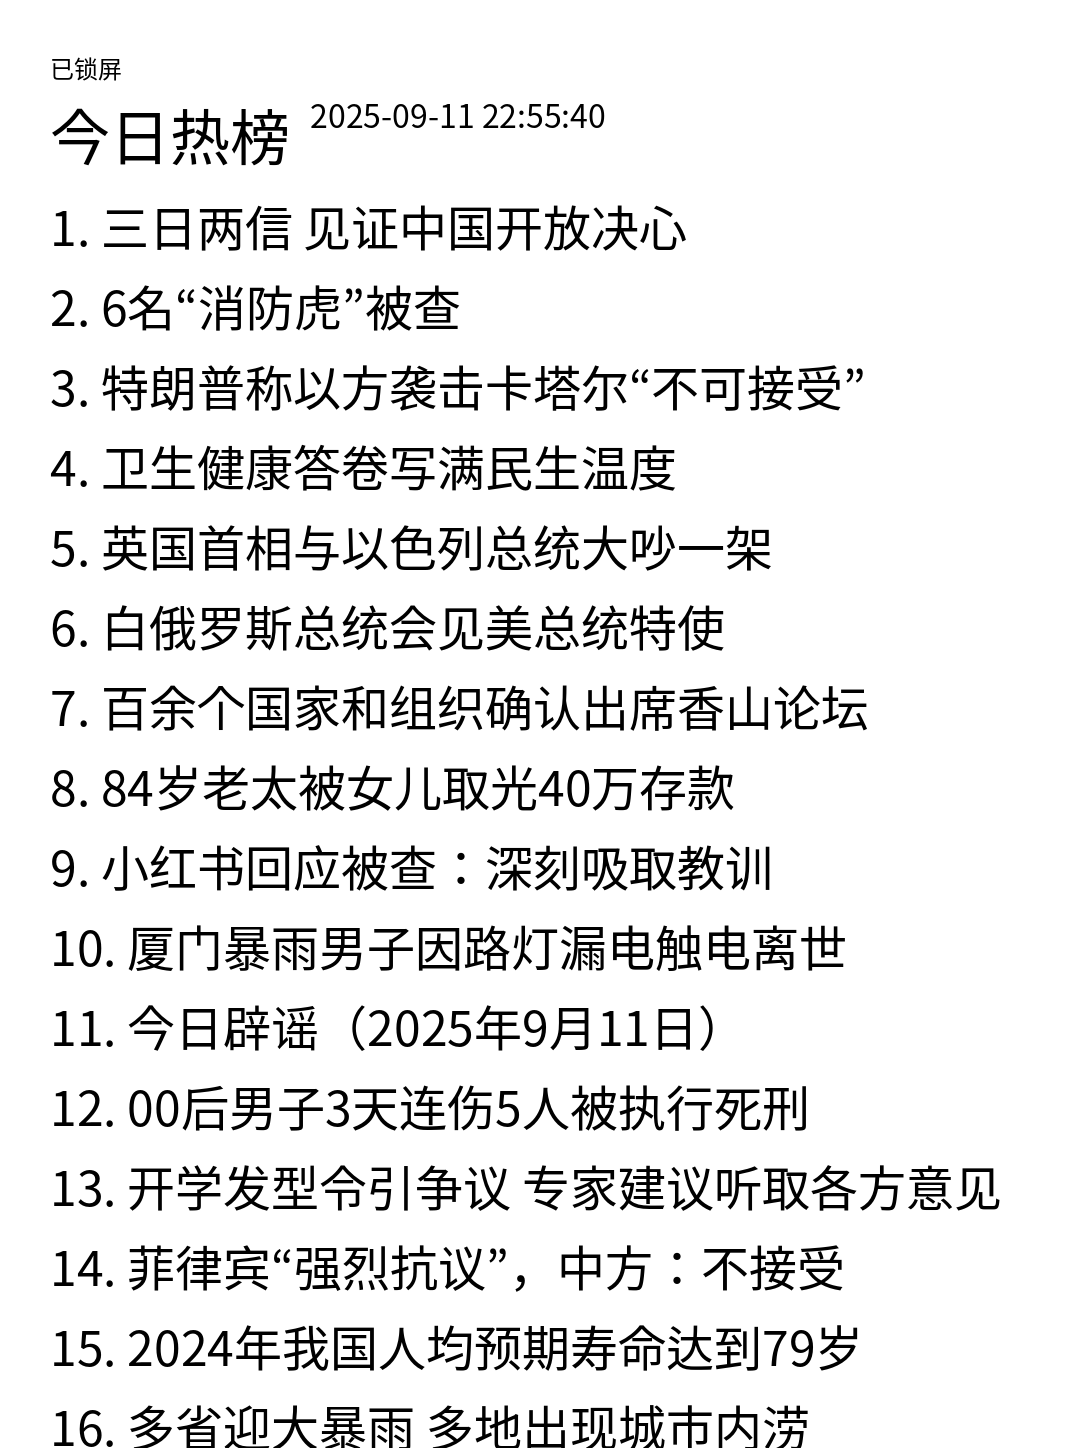 已锁屏
今日热榜 2025-09-11 22:55:40
1. 三日两信 见证中国开放决心
2. 6名“消防虎”被查
3. 特朗普称以方袭击卡塔尔“不可接受”
4. 卫生健康答卷写满民生温度
5. 英国首相与以色列总统大吵一架
6. 白俄罗斯总统会见美总统特使
7. 百余个国家和组织确认出席香山论坛
8. 84岁老太被女儿取光40万存款
9. 小红书回应被查：深刻吸取教训
10. 厦门暴雨男子因路灯漏电触电离世
11. 今日辟谣（2025年9月11日）
12. 00后男子3天连伤5人被执行死刑
13. 开学发型令引争议 专家建议听取各方意见
14. 菲律宾“强烈抗议”，中方：不接受
15. 2024年我国人均预期寿命达到79岁
16. 多省迎大暴雨 多地出现城市内涝